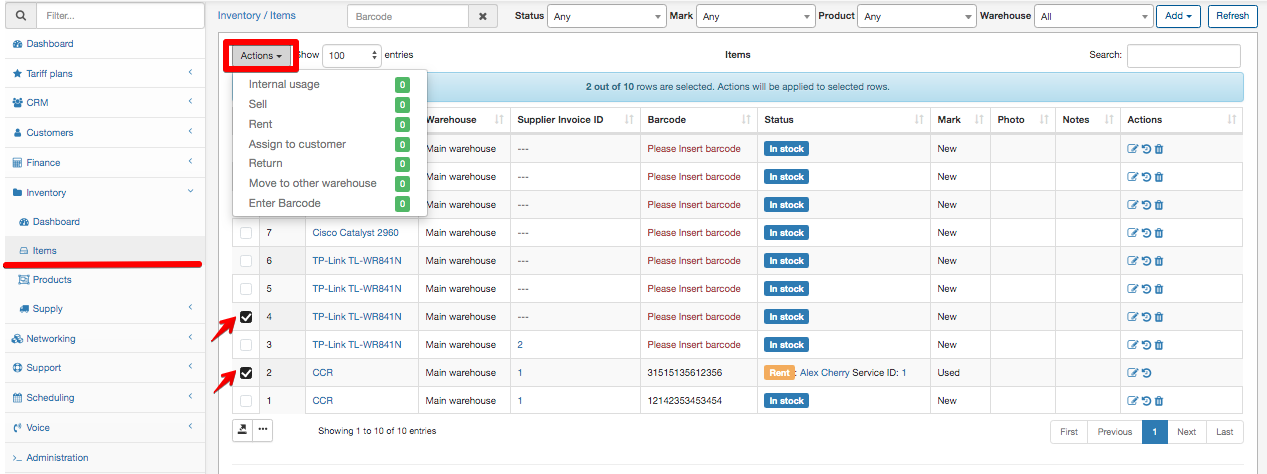 Filter...
Inventory / Items
Barcode
Status Any Mark Any Product Any Warehouse All Add Refresh
Dashboard
Tariff plans
CRM
Customers
Finance
Inventory
Dashboard
Items
Products
Supply
Networking
Support
Scheduling
Voice
Administration
Actions Show 100 entries Items Search:
2 out of 10 rows are selected. Actions will be applied to selected rows.
Internal usage 0
Sell 0
Rent 0
Assign to customer 0
Return 0
Move to other warehouse 0
Enter Barcode 0
Warehouse Supplier Invoice ID Barcode Status Mark Photo Notes Actions
Main warehouse --- Please Insert barcode In stock New
Main warehouse --- Please Insert barcode In stock New
Main warehouse --- Please Insert barcode In stock New
7 Cisco Catalyst 2960 Main warehouse --- Please Insert barcode In stock New
6 TP-Link TL-WR841N Main warehouse --- Please Insert barcode In stock New
5 TP-Link TL-WR841N Main warehouse --- Please Insert barcode In stock New
4 TP-Link TL-WR841N Main warehouse --- Please Insert barcode In stock New
3 TP-Link TL-WR841N Main warehouse 2 Please Insert barcode In stock New
2 CCR Main warehouse 1 31515135612356 Rent : Alex Cherry Service ID: 1 Used
1 CCR Main warehouse 1 12142353453454 In stock New
Showing 1 to 10 of 10 entries
First Previous 1 Next Last